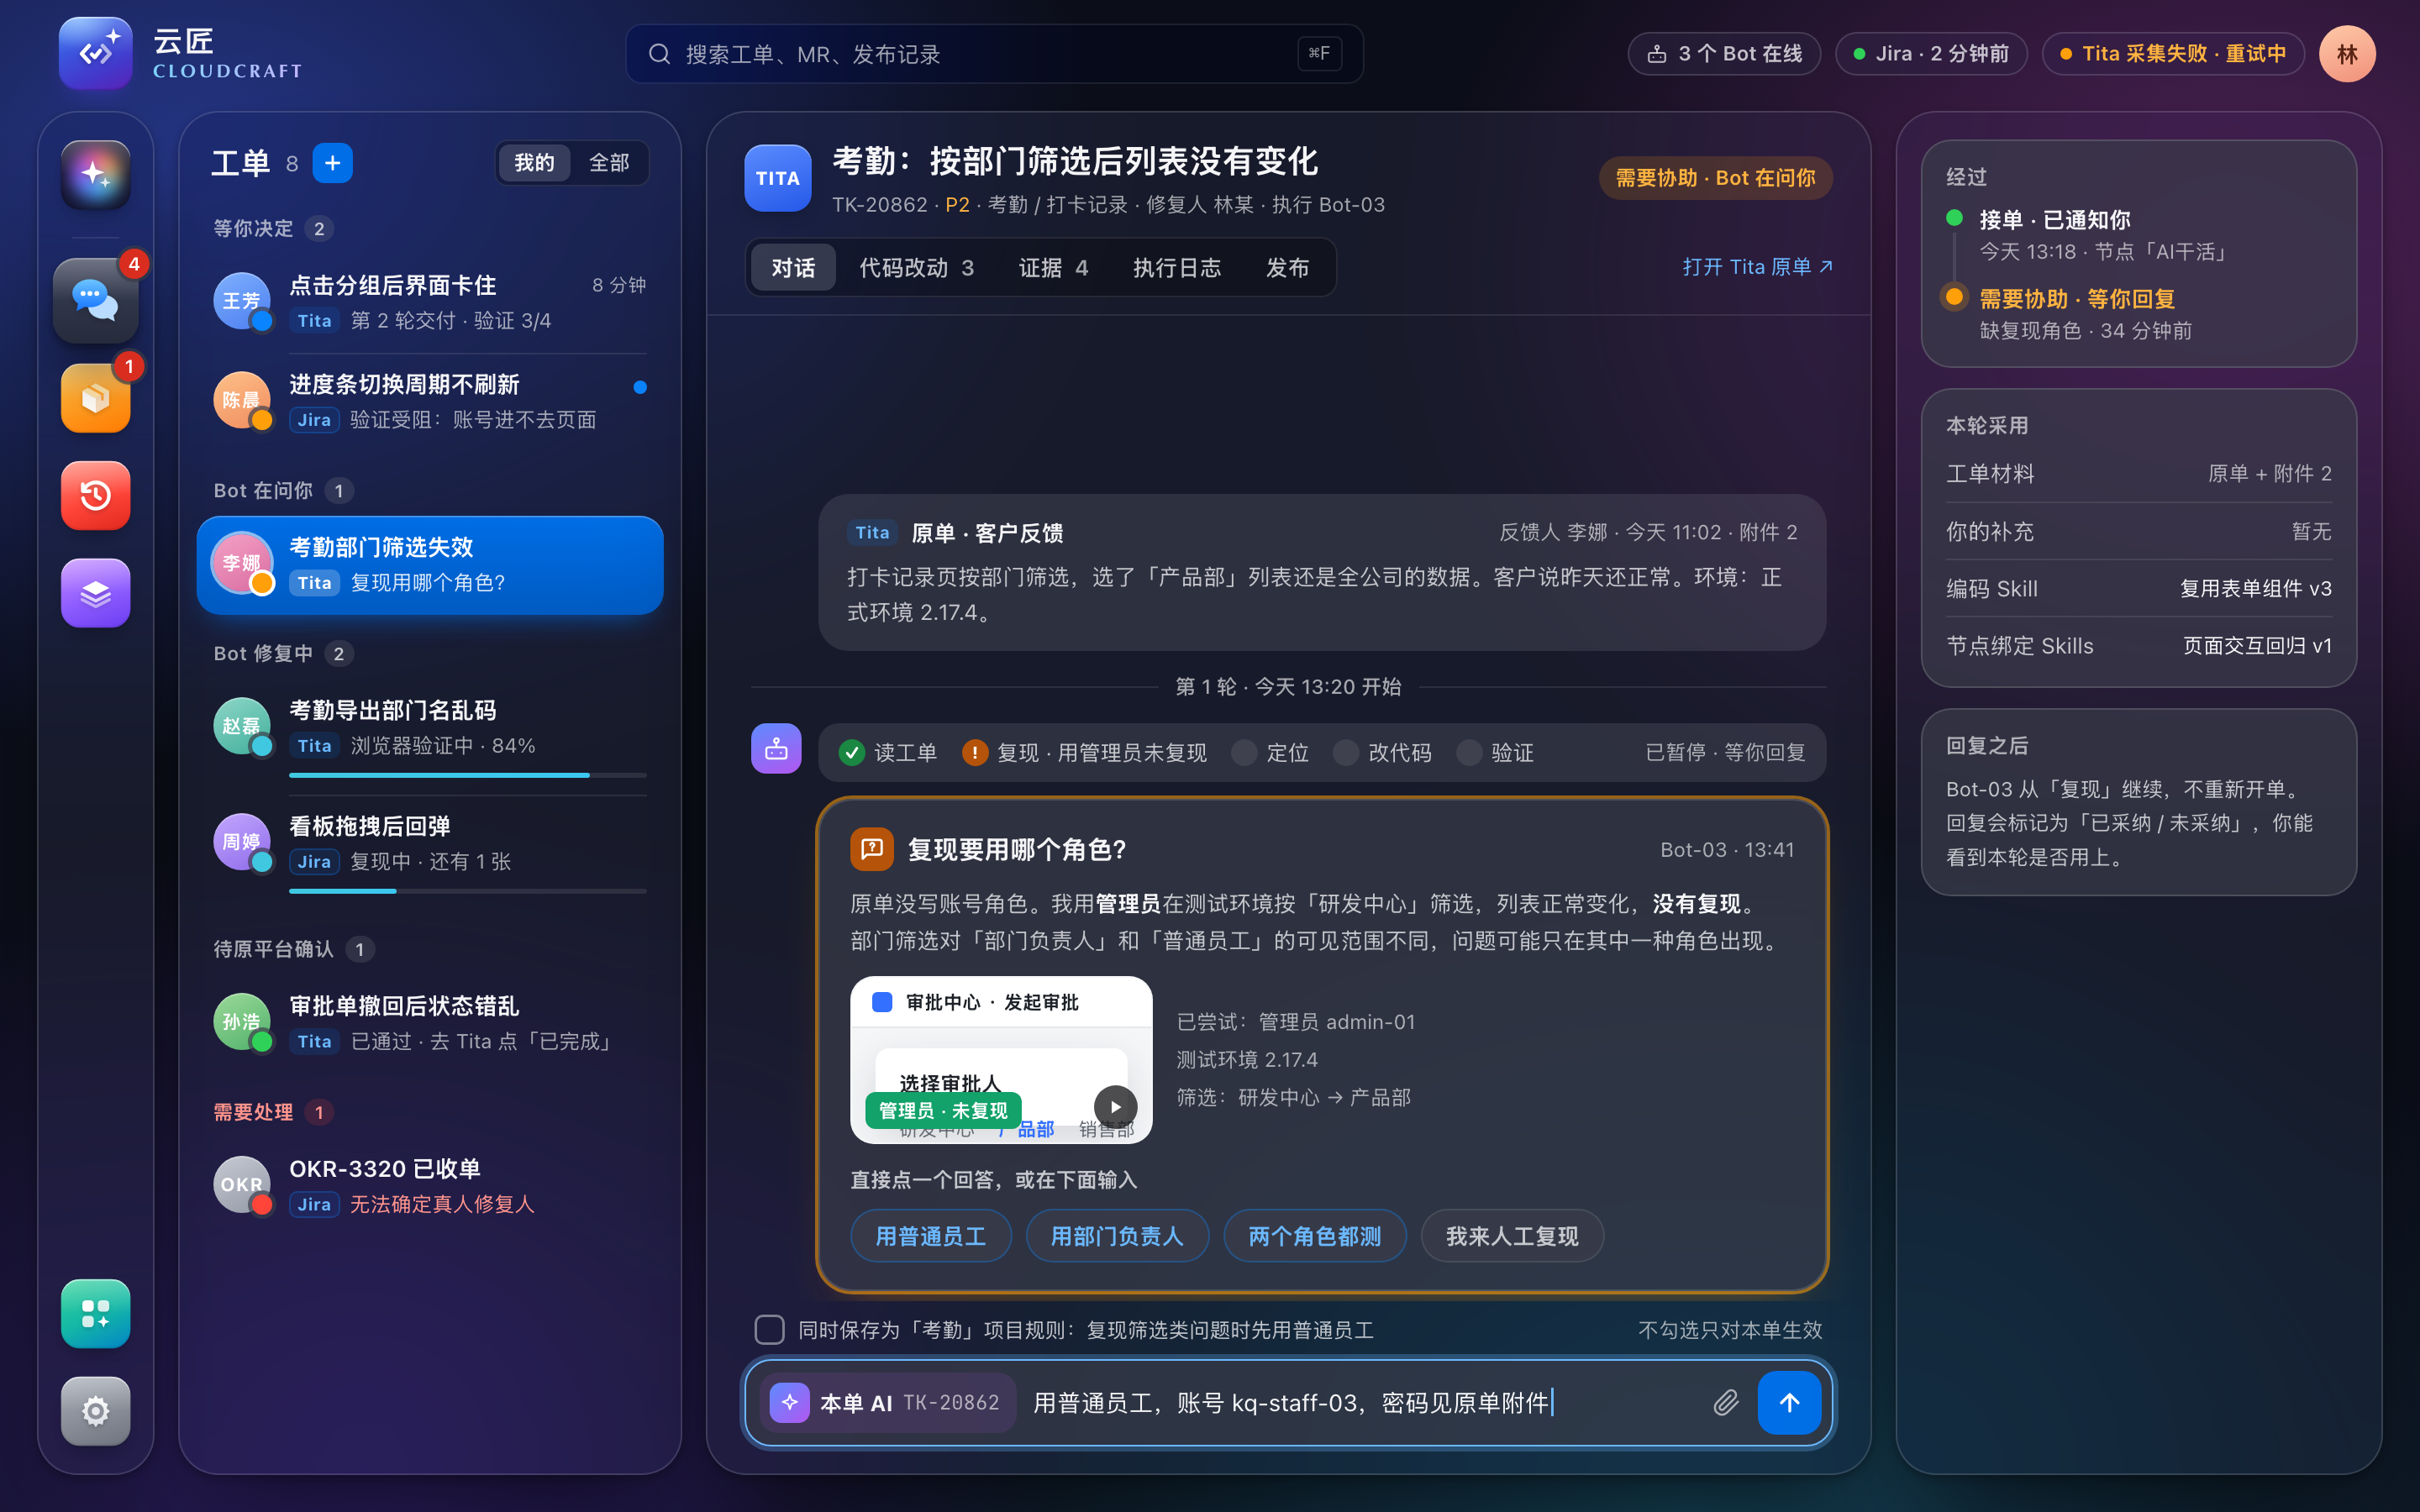 云匠
CLOUDCRAFT
搜索工单、MR、发布记录
⌘F
3 个 Bot 在线
Jira · 2 分钟前
Tita 采集失败 · 重试中
林
4
1
工单 8
+
我的
全部
等你决定 2
王芳
点击分组后界面卡住
8 分钟
Tita 第 2 轮交付 · 验证 3/4
陈晨
进度条切换周期不刷新
Jira 验证受阻：账号进不去页面
Bot 在问你 1
李娜
考勤部门筛选失效
Tita 复现用哪个角色？
Bot 修复中 2
赵磊
考勤导出部门名乱码
Tita 浏览器验证中 · 84%
周婷
看板拖拽后回弹
Jira 复现中 · 还有 1 张
待原平台确认 1
孙浩
审批单撤回后状态错乱
Tita 已通过 · 去 Tita 点「已完成」
需要处理 1
OKR
OKR-3320 已收单
Jira 无法确定真人修复人
TITA
考勤：按部门筛选后列表没有变化
TK-20862 · P2 · 考勤 / 打卡记录 · 修复人 林某 · 执行 Bot-03
需要协助 · Bot 在问你
对话
代码改动 3
证据 4
执行日志
发布
打开 Tita 原单 ↗
Tita 原单 · 客户反馈
反馈人 李娜 · 今天 11:02 · 附件 2
打卡记录页按部门筛选，选了「产品部」列表还是全公司的数据。客户说昨天还正常。环境：正
式环境 2.17.4。
第 1 轮 · 今天 13:20 开始
读工单
复现 · 用管理员未复现
定位
改代码
验证
已暂停 · 等你回复
复现要用哪个角色？
Bot-03 · 13:41
原单没写账号角色。我用管理员在测试环境按「研发中心」筛选，列表正常变化，没有复现。
部门筛选对「部门负责人」和「普通员工」的可见范围不同，问题可能只在其中一种角色出现。
审批中心 · 发起审批
选择审批人
管理员 · 未复现
研发中心
产品部
销售部
已尝试：管理员 admin-01
测试环境 2.17.4
筛选：研发中心 → 产品部
直接点一个回答，或在下面输入
用普通员工
用部门负责人
两个角色都测
我来人工复现
同时保存为「考勤」项目规则：复现筛选类问题时先用普通员工
不勾选只对本单生效
本单 AI TK-20862
用普通员工，账号 kq-staff-03，密码见原单附件
经过
接单 · 已通知你
今天 13:18 · 节点「AI干活」
需要协助 · 等你回复
缺复现角色 · 34 分钟前
本轮采用
工单材料
原单 + 附件 2
你的补充
暂无
编码 Skill
复用表单组件 v3
节点绑定 Skills
页面交互回归 v1
回复之后
Bot-03 从「复现」继续，不重新开单。
回复会标记为「已采纳 / 未采纳」，你能
看到本轮是否用上。